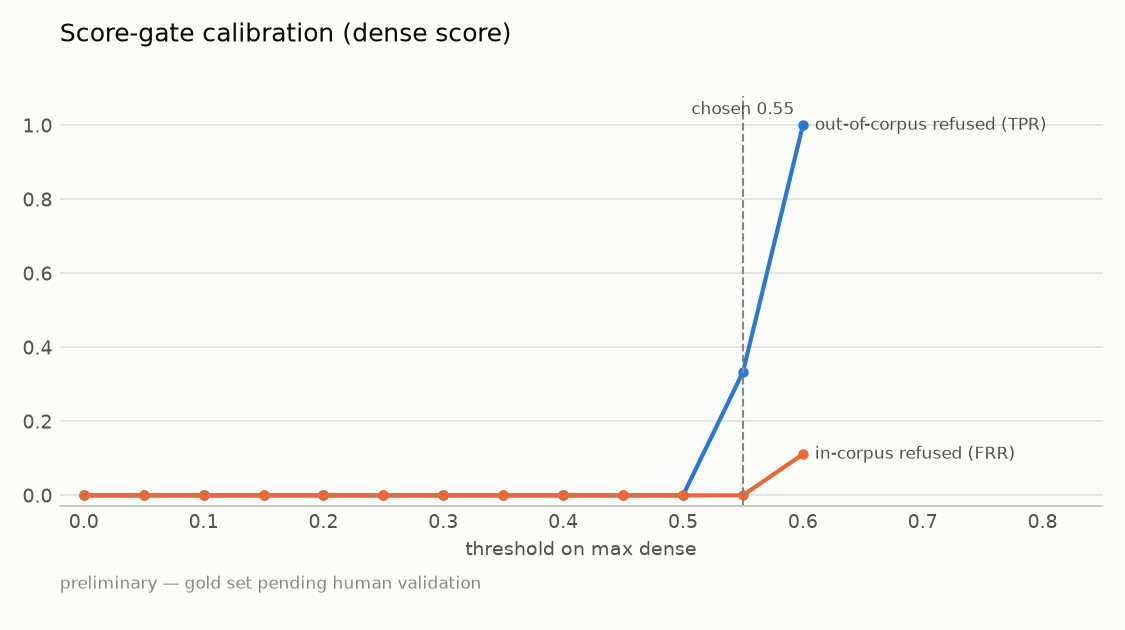 Score-gate calibration (dense score)
chosen 0.55
1.0
out-of-corpus refused (TPR)
0.8
0.6
0.4
0.2
in-corpus refused (FRR)
0.0
0.0 0.1 0.2 0.3 0.4 0.5 0.6 0.7 0.8
threshold on max dense
preliminary — gold set pending human validation